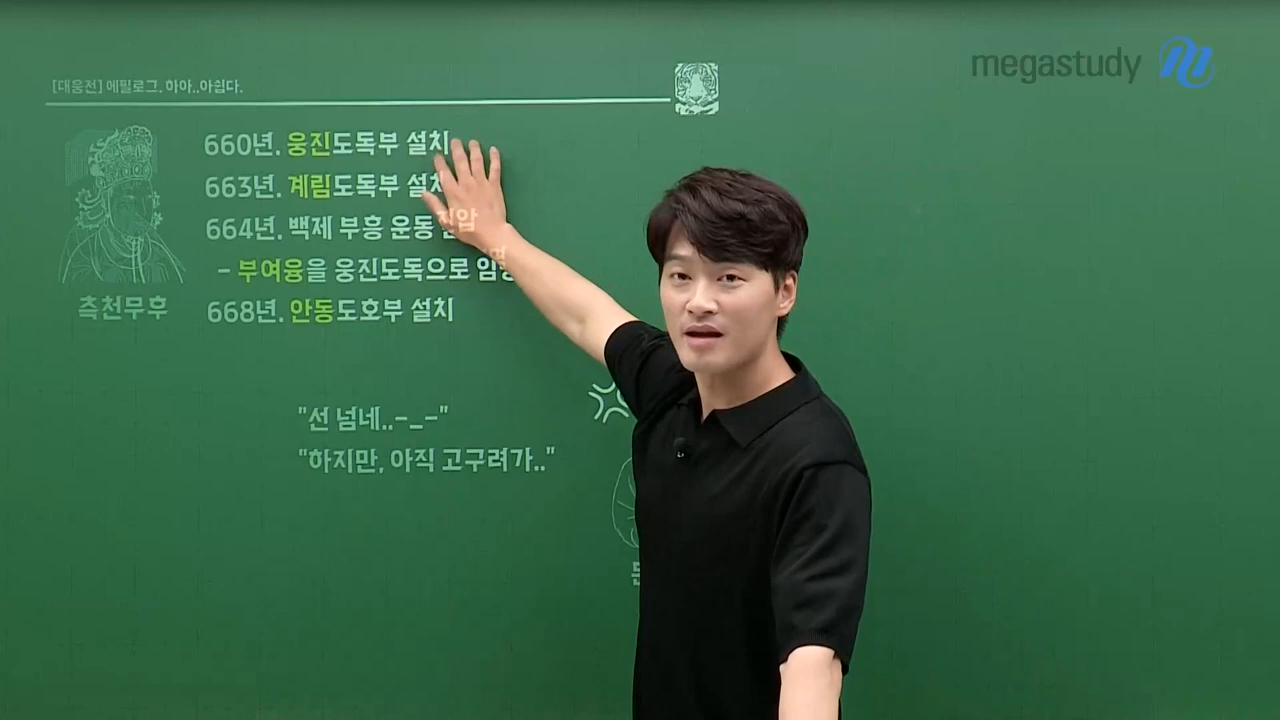 megastudy
[대웅전] 에필로그. 하아..아쉽다.
660년. 웅진도독부 설치
663년. 계림도독부 설치
664년. 백제 부흥 운동 진압
- 부여융을 웅진도독으로 임명
668년. 안동도호부 설치
측천무후
"선 넘네..-_-"
"하지만, 아직 고구려가.."